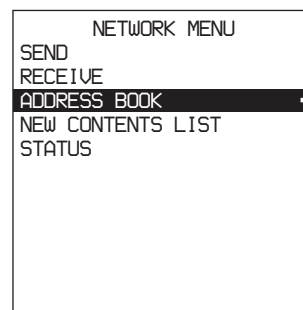 NETWORK MENU
SEND
RECEIVE
ADDRESS BOOK
NEW CONTENTS LIST
STATUS